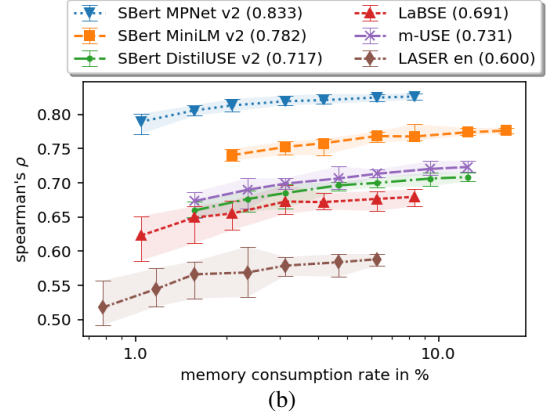 SBert MPNet v2 (0.833)
SBert MiniLM v2 (0.782)
SBert DistilUSE v2 (0.717)
LaBSE (0.691)
m-USE (0.731)
LASER en (0.600)
spearman's ρ
0.80
0.75
0.70
0.65
0.60
0.55
0.50
1.0
10.0
memory consumption rate in %
(b)